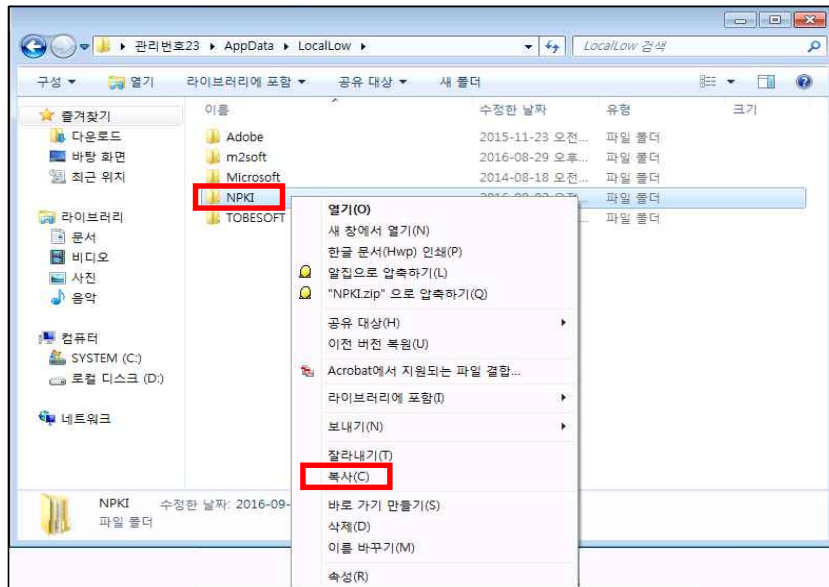 관리번호23 ▸ AppData ▸ LocalLow ▸
LocalLow 검색
구성 열기 라이브러리에 포함 공유 대상 새 폴더
즐겨찾기
다운로드
바탕 화면
최근 위치
라이브러리
문서
비디오
사진
음악
컴퓨터
SYSTEM (C:)
로컬 디스크 (D:)
네트워크
이름 수정한 날짜 유형 크기
Adobe 2015-11-23 오전... 파일 폴더
m2soft 2016-08-29 오후... 파일 폴더
Microsoft 2014-08-18 오전... 파일 폴더
NPKI 파일 폴더
TOBESOFT 파일 폴더
열기(O)
새 창에서 열기(N)
한글 문서(Hwp) 인쇄(P)
알집으로 압축하기(L)
"NPKI.zip" 으로 압축하기(Q)
공유 대상(H)
이전 버전 복원(U)
Acrobat에서 지원되는 파일 결합...
라이브러리에 포함(I)
보내기(N)
잘라내기(T)
복사(C)
바로 가기 만들기(S)
삭제(D)
이름 바꾸기(M)
속성(R)
NPKI 수정한 날짜: 2016-09-
파일 폴더